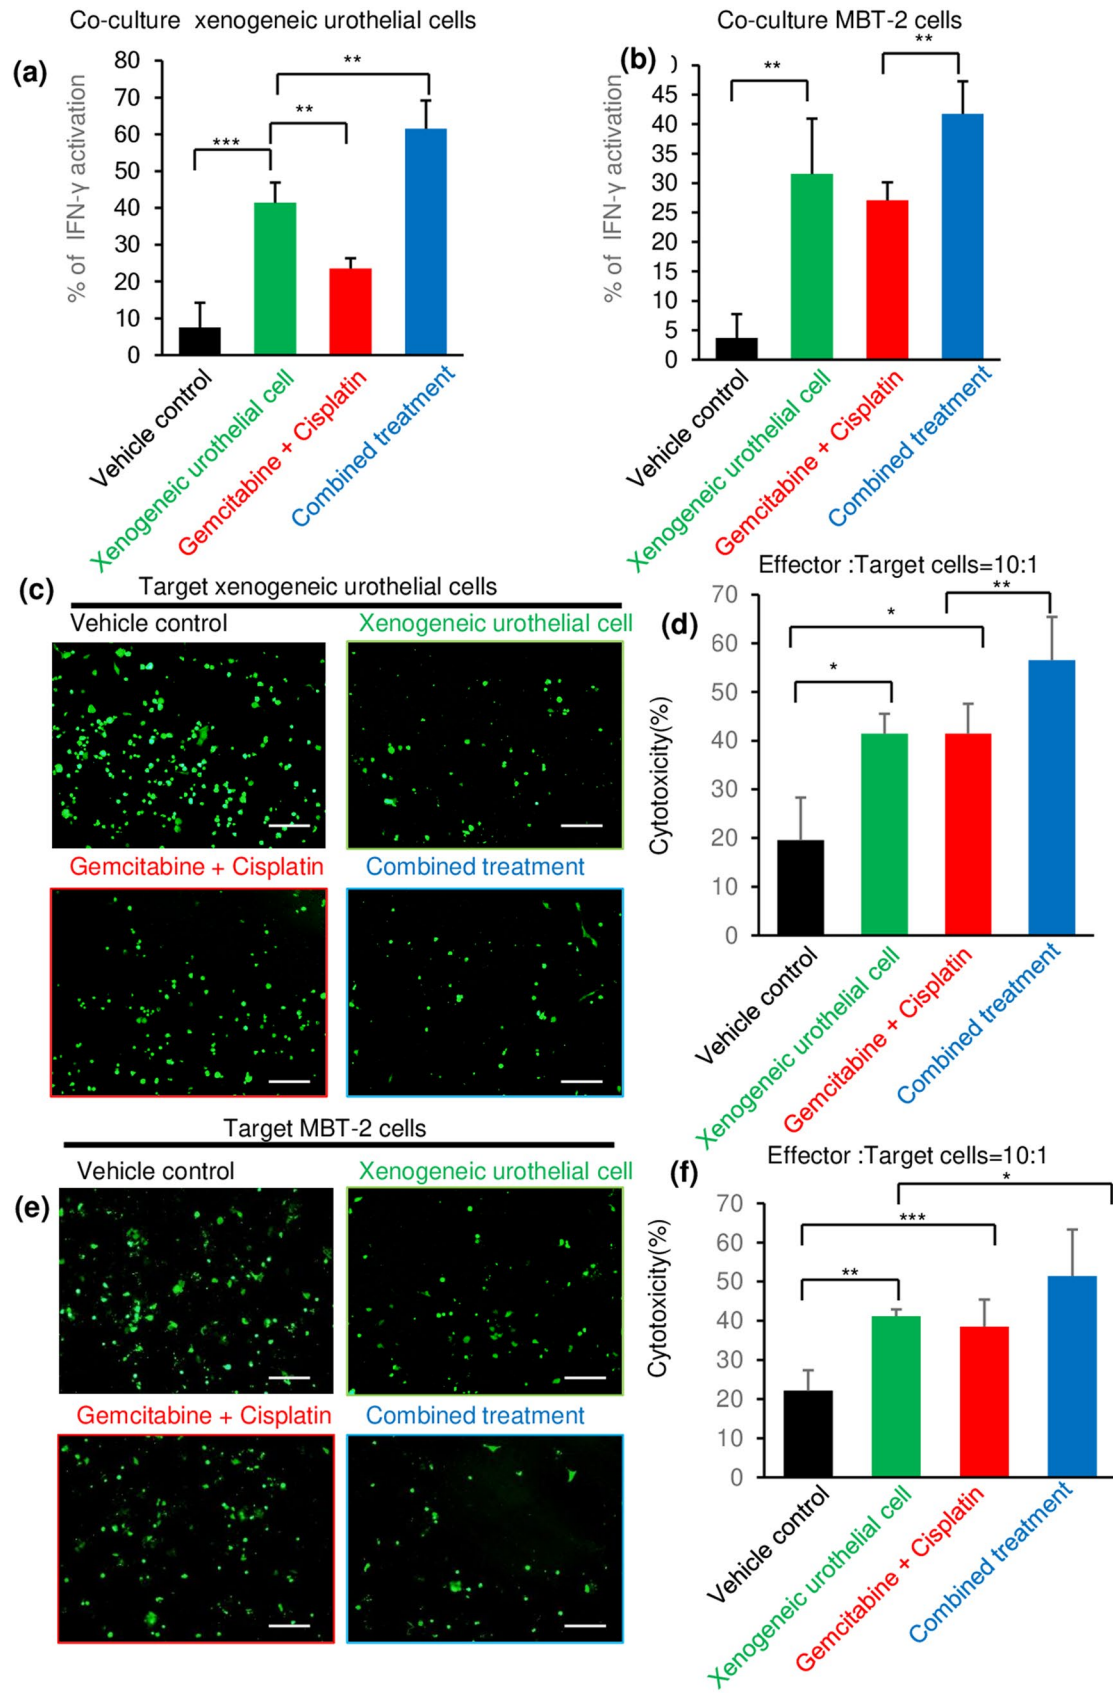 Co-culture  xenogeneic urothelial cells
(a)
% of  IFN-γ activation
80
70
60
50
40
30
20
10
0
***
**
**
Vehicle control
Xenogeneic urothelial cell
Gemcitabine + Cisplatin
Combined treatment
Co-culture MBT-2 cells
(b)
% of  IFN-γ activation
45
40
35
30
25
20
15
10
5
0
**
**
Vehicle control
Xenogeneic urothelial cell
Gemcitabine + Cisplatin
Combined treatment
(c)
Target xenogeneic urothelial cells
Vehicle control
Xenogeneic urothelial cell
Gemcitabine + Cisplatin
Combined treatment
Effector :Target cells=10:1
(d)
Cytotoxicity(%)
70
60
50
40
30
20
10
0
*
*
**
Vehicle control
Xenogeneic urothelial cell
Gemcitabine + Cisplatin
Combined treatment
Target MBT-2 cells
(e)
Vehicle control
Xenogeneic urothelial cell
Gemcitabine + Cisplatin
Combined treatment
Effector :Target cells=10:1
(f)
Cytotoxicity(%)
70
60
50
40
30
20
10
0
**
***
*
Vehicle control
Xenogeneic urothelial cell
Gemcitabine + Cisplatin
Combined treatment